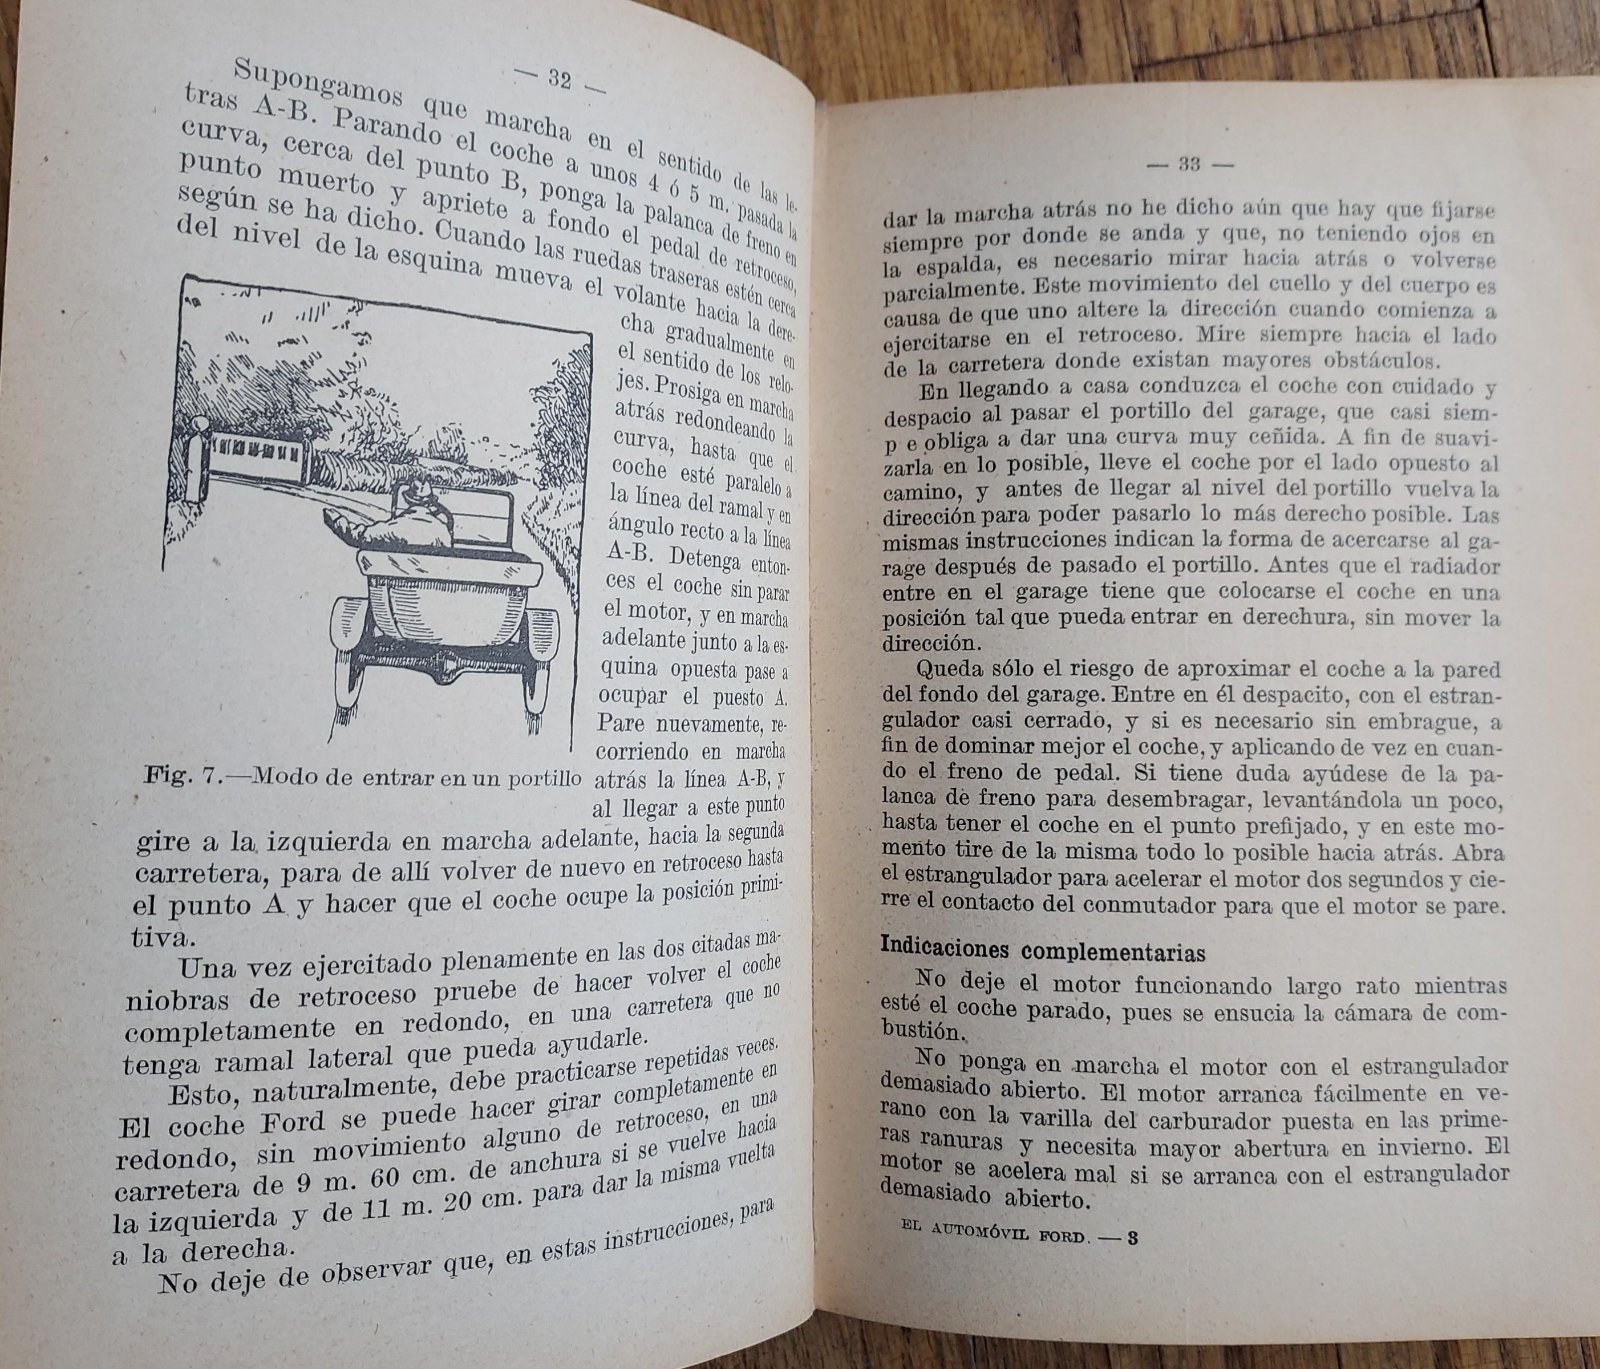 — 32 —
Supongamos que marcha en el sentido de las le-
tras A-B. Parando el coche a unos 4 ó 5 m. pasada la
curva, cerca del punto B, ponga la palanca de freno en
punto muerto y apriete a fondo el pedal de retroceso,
según se ha dicho. Cuando las ruedas traseras estén cerca
del nivel de la esquina mueva el volante hacia la dere-
cha gradualmente en
el sentido de los relo-
jes. Prosiga en marcha
atrás redondeando la
curva, hasta que el
coche esté paralelo a
la línea del ramal y en
ángulo recto a la línea
A-B. Detenga enton-
ces el coche sin parar
el motor, y en marcha
adelante junto a la es-
quina opuesta pase a
ocupar el puesto A.
Pare nuevamente, re-
corriendo en marcha
atrás la línea A-B, y
al llegar a este punto
Fig. 7.—Modo de entrar en un portillo
gire a la izquierda en marcha adelante, hacia la segunda
carretera, para de allí volver de nuevo en retroceso hasta
el punto A y hacer que el coche ocupe la posición primi-
tiva.
Una vez ejercitado plenamente en las dos citadas ma-
niobras de retroceso pruebe de hacer volver el coche
completamente en redondo, en una carretera que no
tenga ramal lateral que pueda ayudarle.
Esto, naturalmente, debe practicarse repetidas veces.
El coche Ford se puede hacer girar completamente en
redondo, sin movimiento alguno de retroceso, en una
carretera de 9 m. 60 cm. de anchura si se vuelve hacia
la izquierda y de 11 m. 20 cm. para dar la misma vuelta
a la derecha.
No deje de observar que, en estas instrucciones, para
— 33 —
dar la marcha atrás no he dicho aún que hay que fijarse
siempre por donde se anda y que, no teniendo ojos en
la espalda, es necesario mirar hacia atrás o volverse
parcialmente. Este movimiento del cuello y del cuerpo es
causa de que uno altere la dirección cuando comienza a
ejercitarse en el retroceso. Mire siempre hacia el lado
de la carretera donde existan mayores obstáculos.
En llegando a casa conduzca el coche con cuidado y
despacio al pasar el portillo del garage, que casi siem-
p e obliga a dar una curva muy ceñida. A fin de suavi-
zarla en lo posible, lleve el coche por el lado opuesto al
camino, y antes de llegar al nivel del portillo vuelva la
dirección para poder pasarlo lo más derecho posible. Las
mismas instrucciones indican la forma de acercarse al ga-
rage después de pasado el portillo. Antes que el radiador
entre en el garage tiene que colocarse el coche en una
posición tal que pueda entrar en derechura, sin mover la
dirección.
Queda sólo el riesgo de aproximar el coche a la pared
del fondo del garage. Entre en él despacito, con el estran-
gulador casi cerrado, y si es necesario sin embrague, a
fin de dominar mejor el coche, y aplicando de vez en cuan-
do el freno de pedal. Si tiene duda ayúdese de la pa-
lanca de freno para desembragar, levantándola un poco,
hasta tener el coche en el punto prefijado, y en este mo-
mento tire de la misma todo lo posible hacia atrás. Abra
el estrangulador para acelerar el motor dos segundos y cie-
rre el contacto del conmutador para que el motor se pare.
Indicaciones complementarias
No deje el motor funcionando largo rato mientras
esté el coche parado, pues se ensucia la cámara de com-
bustión.
No ponga en marcha el motor con el estrangulador
demasiado abierto. El motor arranca fácilmente en ve-
rano con la varilla del carburador puesta en las prime-
ras ranuras y necesita mayor abertura en invierno. El
motor se acelera mal si se arranca con el estrangulador
demasiado abierto.
EL AUTOMÓVIL FORD. — 3